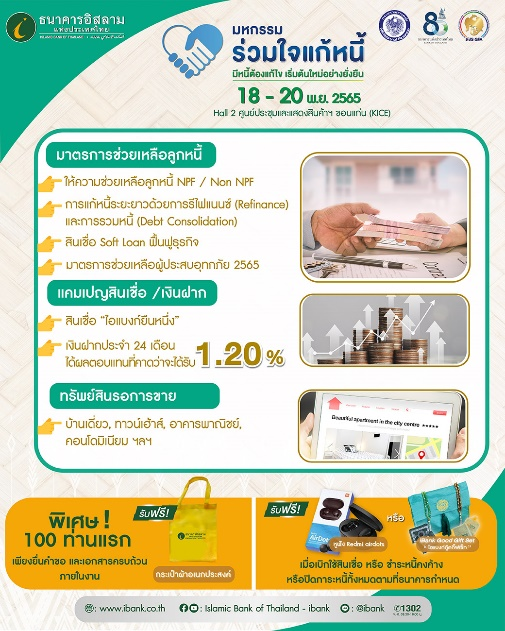 ธนาคารอิสลาม
แห่งประเทศไทย
ISLAMIC BANK OF THAILAND
มหกรรม
ร่วมใจแก้หนี้
มีหนี้ต้องแก้ไข เริ่มต้นใหม่อย่างยั่งยืน
18 - 20 พ.ย. 2565
Hall 2 ศูนย์ประชุมและแสดงสินค้าฯ ขอนแก่น (KICE)
มาตรการช่วยเหลือลูกหนี้
ให้ความช่วยเหลือลูกหนี้ NPF / Non NPF
การแก้หนี้ระยะยาวด้วยการรีไฟแนนซ์ (Refinance)
และการรวมหนี้ (Debt Consolidation)
สินเชื่อ Soft Loan ฟื้นฟูธุรกิจ
มาตรการช่วยเหลือผู้ประสบอุทกภัย 2565
แคมเปญสินเชื่อ /เงินฝาก
สินเชื่อ “ไอแบงก์ยืนหนึ่ง”
เงินฝากประจำ 24 เดือน
ได้ผลตอบแทนที่คาดว่าจะได้รับ 1.20 %
ทรัพย์สินรอการขาย
บ้านเดี่ยว, ทาวน์เฮ้าส์, อาคารพาณิชย์,
คอนโดมิเนียม ฯลฯ
Beautiful apartment in the city centre
พิเศษ !
100 ท่านแรก
เพียงยื่นคำขอ และเอกสารครบถ้วน
ภายในงาน
รับฟรี!
กระเป๋าผ้าอเนกประสงค์
รับฟรี!
AirDot
หูฟัง Redmi airdots
หรือ
iBank Good Gift Set
เมื่อเบิกใช้สินเชื่อ หรือ ชำระหนี้คงค้าง
หรือปิดภาระหนี้ทั้งหมดตามที่ธนาคารกำหนด
: www.ibank.co.th
: Islamic Bank of Thailand - ibank
: @ibank
1302